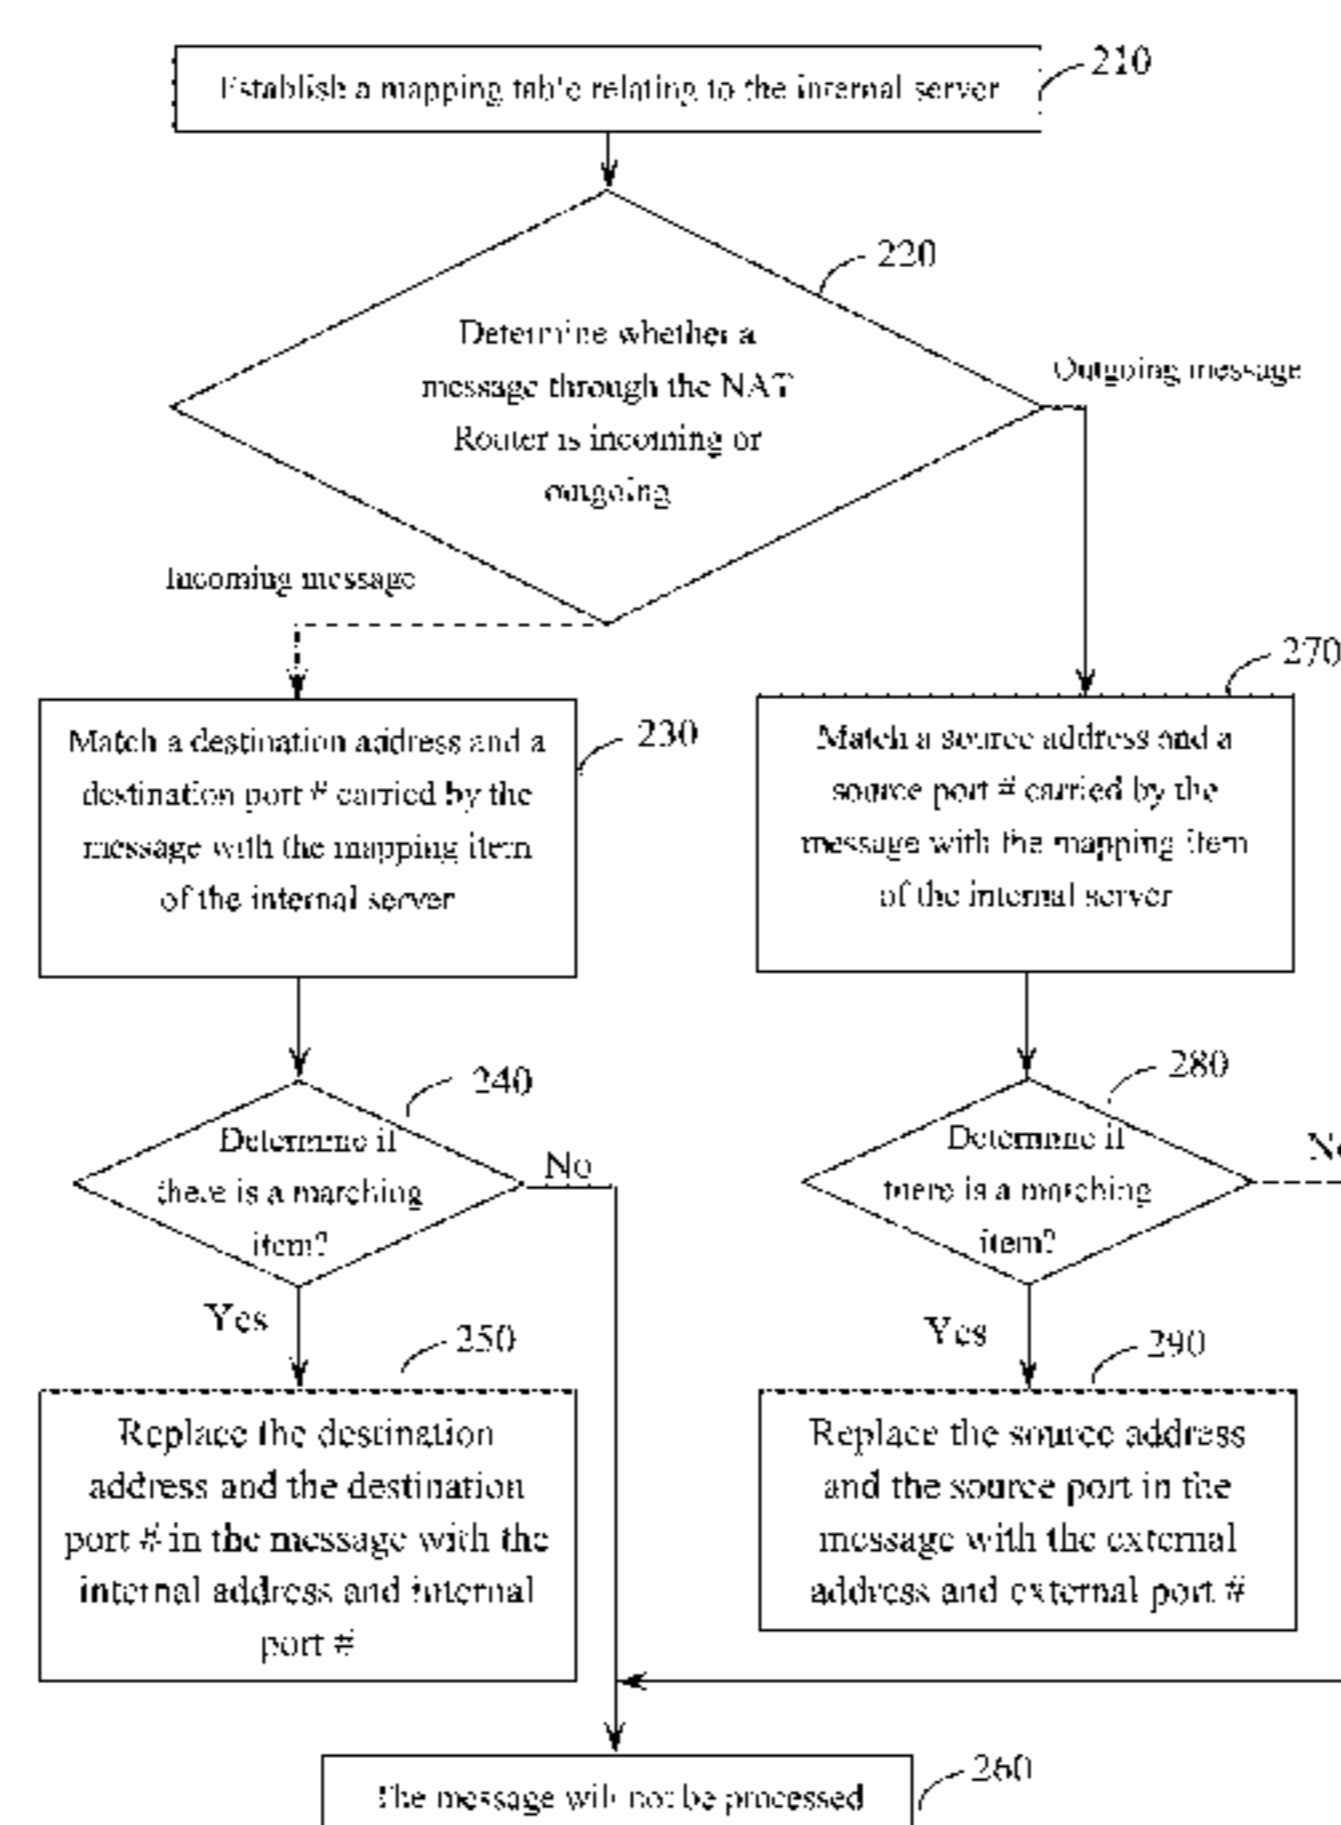 Establish a mapping table relating to the internal server
210
220
Determine whether a
message through the NAT
Router is incoming or
outgoing
Outgoing message
Incoming message
230
Match a destination address and a
destination port # carried by the
message with the mapping item
of the internal server
270
Match a source address and a
source port # carried by the
message with the mapping item
of the internal server
240
Determine if
there is a matching
item?
No
Yes
280
Determine if
there is a matching
item?
Yes
250
Replace the destination
address and the destination
port # in the message with the
internal address and internal
port #
290
Replace the source address
and the source port in the
message with the external
address and external port #
260
The message will not be processed